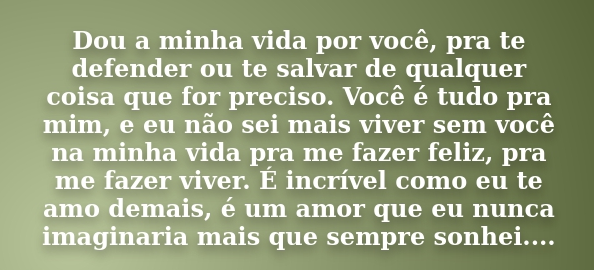 Dou a minha vida por você, pra te
defender ou te salvar de qualquer
coisa que for preciso. Você é tudo pra
mim, e eu não sei mais viver sem você
na minha vida pra me fazer feliz, pra
me fazer viver. É incrível como eu te
amo demais, é um amor que eu nunca
imaginaria mais que sempre sonhei....